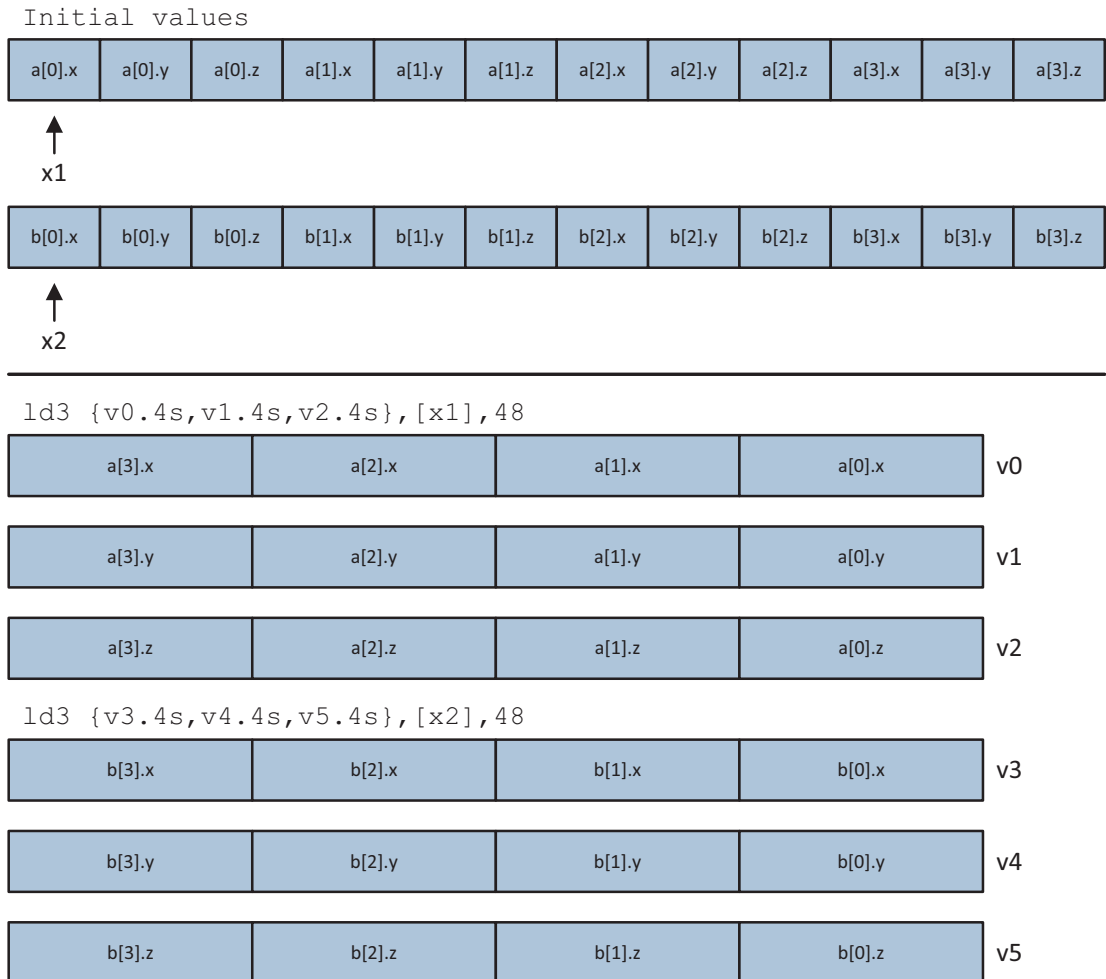 Initial values
a[0].x a[0].y a[0].z a[1].x a[1].y a[1].z a[2].x a[2].y a[2].z a[3].x a[3].y a[3].z
x1
b[0].x b[0].y b[0].z b[1].x b[1].y b[1].z b[2].x b[2].y b[2].z b[3].x b[3].y b[3].z
x2
ld3 {v0.4s,v1.4s,v2.4s},[x1],48
a[3].x a[2].x a[1].x a[0].x v0
a[3].y a[2].y a[1].y a[0].y v1
a[3].z a[2].z a[1].z a[0].z v2
ld3 {v3.4s,v4.4s,v5.4s},[x2],48
b[3].x b[2].x b[1].x b[0].x v3
b[3].y b[2].y b[1].y b[0].y v4
b[3].z b[2].z b[1].z b[0].z v5